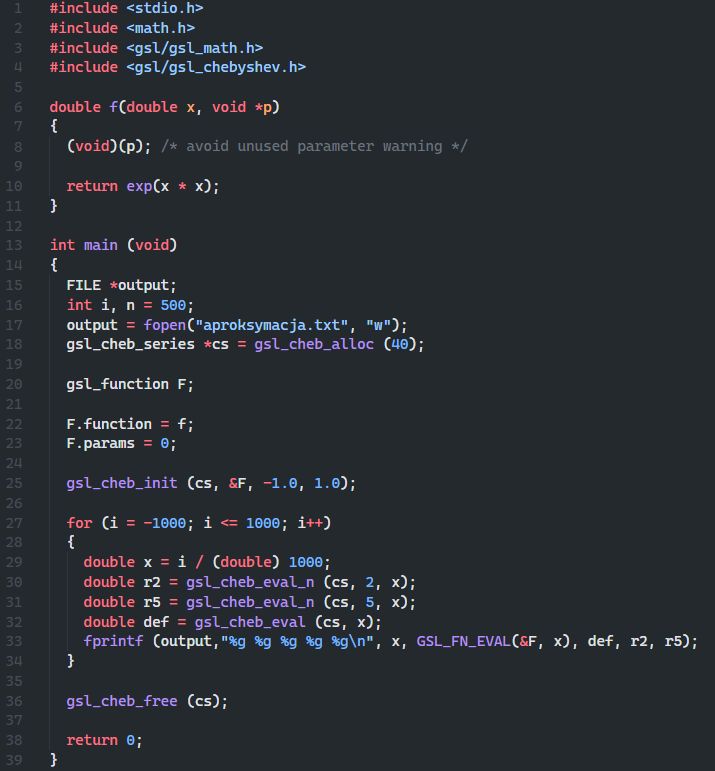 1 #include <stdio.h>
2 #include <math.h>
3 #include <gsl/gsl_math.h>
4 #include <gsl/gsl_chebyshev.h>
5
6 double f(double x, void *p)
7 {
8   (void)(p); /* avoid unused parameter warning */
9
10   return exp(x * x);
11 }
12
13 int main (void)
14 {
15   FILE *output;
16   int i, n = 500;
17   output = fopen("aproksymacja.txt", "w");
18   gsl_cheb_series *cs = gsl_cheb_alloc (40);
19
20   gsl_function F;
21
22   F.function = f;
23   F.params = 0;
24
25   gsl_cheb_init (cs, &F, -1.0, 1.0);
26
27   for (i = -1000; i <= 1000; i++)
28   {
29     double x = i / (double) 1000;
30     double r2 = gsl_cheb_eval_n (cs, 2, x);
31     double r5 = gsl_cheb_eval_n (cs, 5, x);
32     double def = gsl_cheb_eval (cs, x);
33     fprintf (output,"%g %g %g %g %g\n", x, GSL_FN_EVAL(&F, x), def, r2, r5);
34   }
35
36   gsl_cheb_free (cs);
37
38   return 0;
39 }